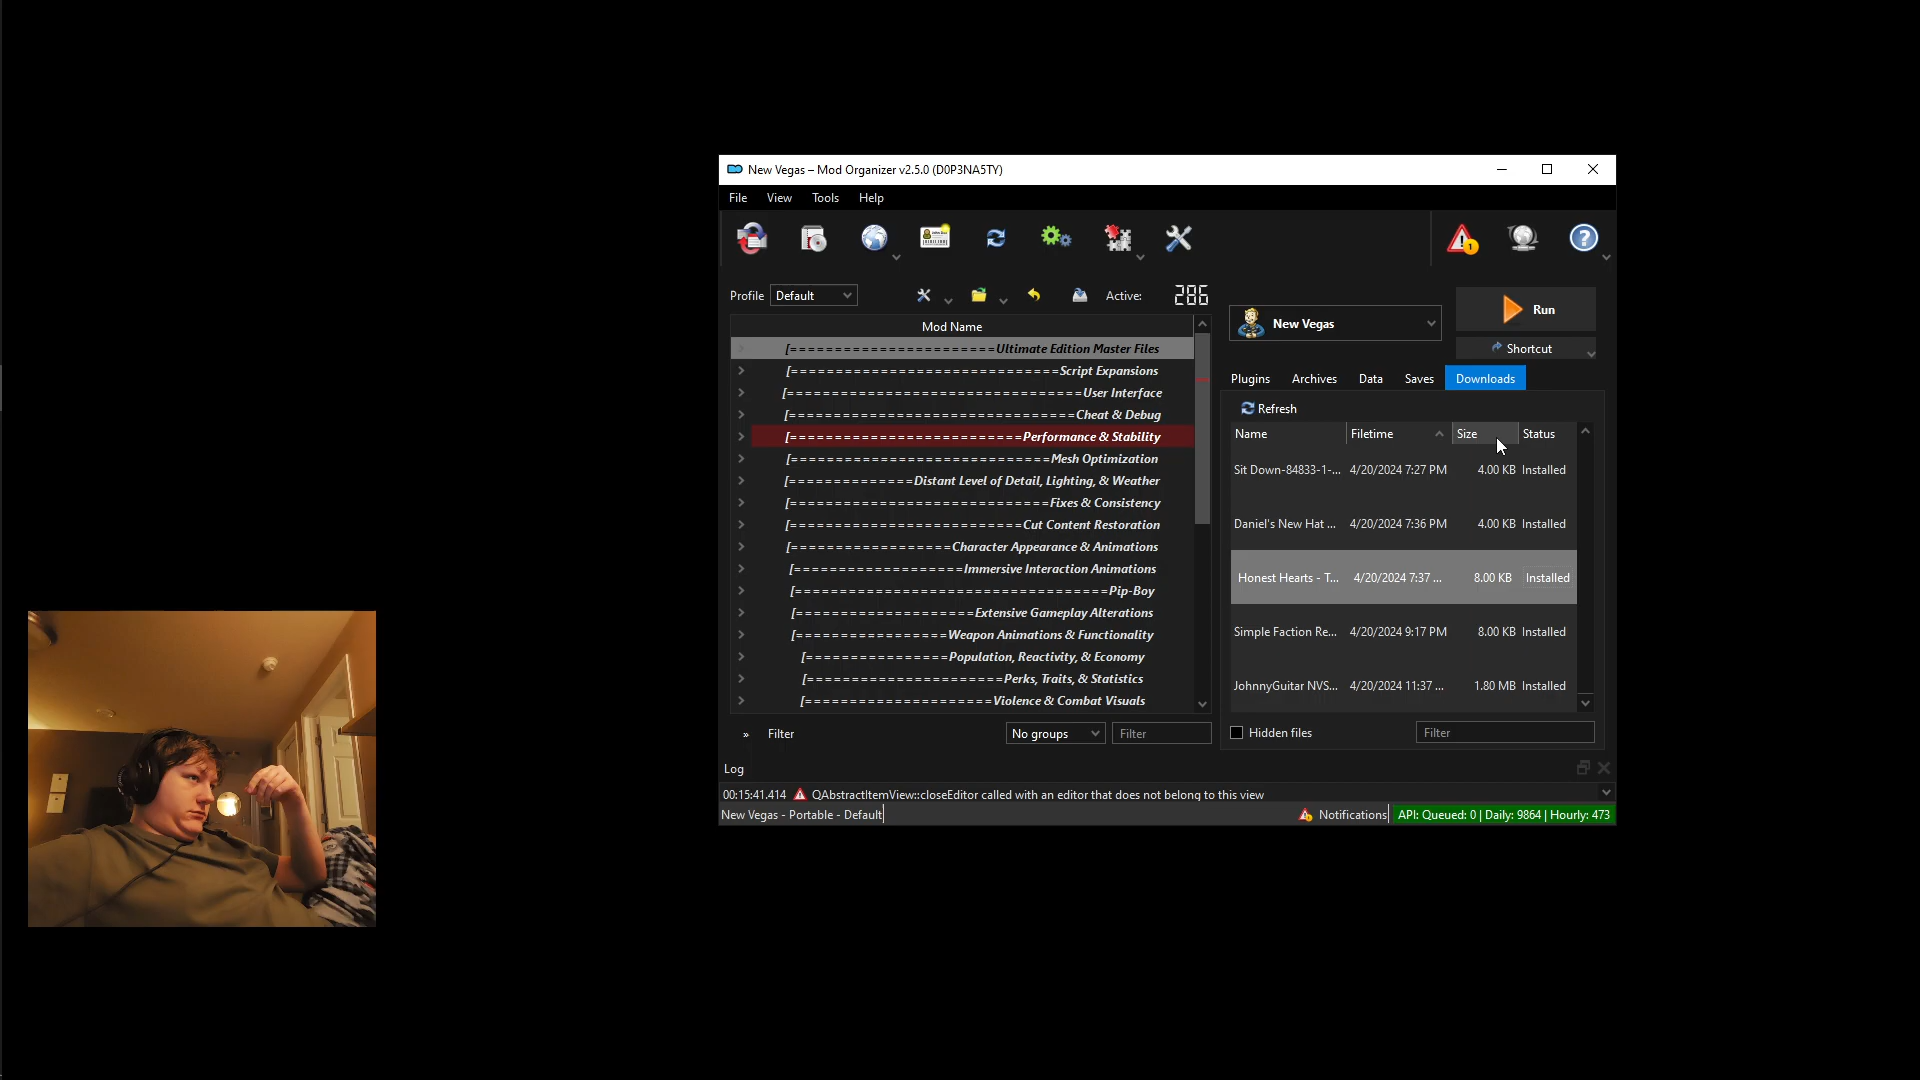 New Vegas – Mod Organizer v2.5.0 (D0P3NA5TY)
File View Tools Help
1
Profile Default Active: 286
Mod Name
[=======================Ultimate Edition Master Files
[==============================Script Expansions
[=================================User Interface
[================================Cheat & Debug
[==========================Performance & Stability
[=============================Mesh Optimization
[==============Distant Level of Detail, Lighting, & Weather
[=============================Fixes & Consistency
[==========================Cut Content Restoration
[==================Character Appearance & Animations
[===================Immersive Interaction Animations
[===================================Pip-Boy
[====================Extensive Gameplay Alterations
[=================Weapon Animations & Functionality
[================Population, Reactivity, & Economy
[======================Perks, Traits, & Statistics
[=====================Violence & Combat Visuals
» Filter No groups Filter
New Vegas
Run
Shortcut
Plugins Archives Data Saves Downloads
Refresh
Name Filetime Size Status
Sit Down-84833-1-... 4/20/2024 7:27 PM 4.00 KB Installed
Daniel's New Hat ... 4/20/2024 7:36 PM 4.00 KB Installed
Honest Hearts - T... 4/20/2024 7:37 ... 8.00 KB Installed
Simple Faction Re... 4/20/2024 9:17 PM 8.00 KB Installed
JohnnyGuitar NVS... 4/20/2024 11:37 ... 1.80 MB Installed
Hidden files Filter
Log
00:15:41.414 QAbstractItemView::closeEditor called with an editor that does not belong to this view
New Vegas - Portable - Default Notifications API: Queued: 0 | Daily: 9864 | Hourly: 473